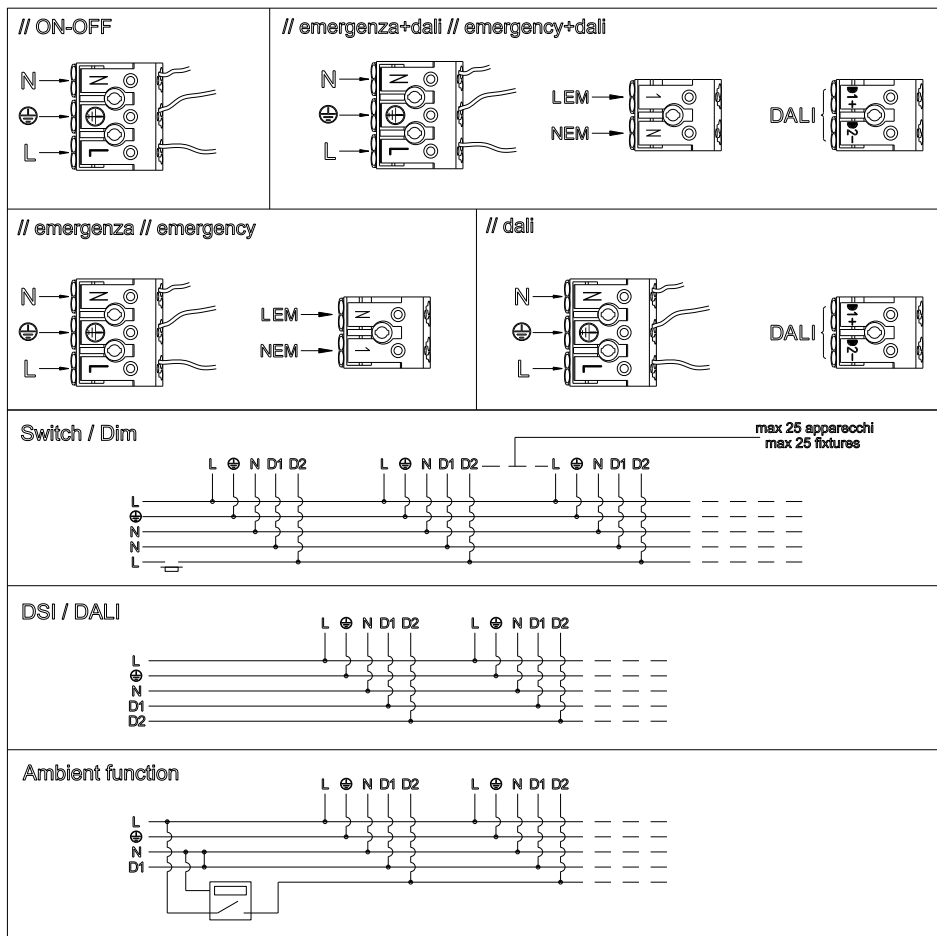 // ON-OFF
N
N
L
L
// emergenza+dali // emergency+dali
N
N
L
L
LEM
1
NEM
N
DALI
D1+
D2-
// emergenza // emergency
N
N
L
L
LEM
N
NEM
1
// dali
N
N
L
L
DALI
D1+
D2-
Switch / Dim
max 25 apparecchi
max 25 fixtures
L ⏚ N D1 D2 L ⏚ N D1 D2 L ⏚ N D1 D2
L
⏚
N
N
L
DSI / DALI
L ⏚ N D1 D2 L ⏚ N D1 D2
L
⏚
N
D1
D2
Ambient function
L ⏚ N D1 D2 L ⏚ N D1 D2
L
⏚
N
D1